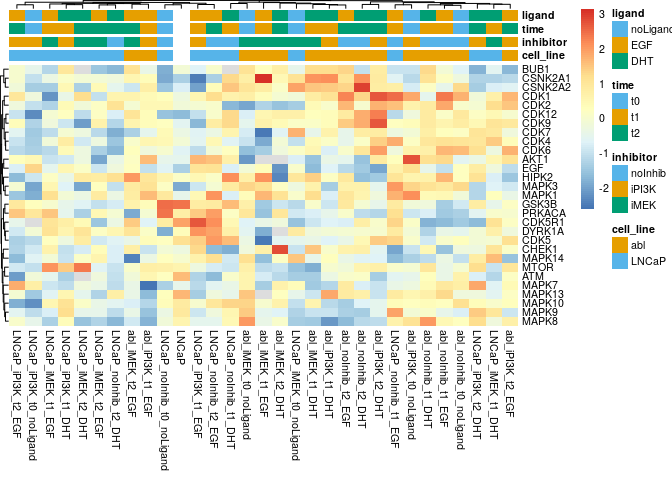 ligand
time
inhibitor
cell_line
BUB1
CSNK2A1
CSNK2A2
CDK1
CDK2
CDK12
CDK9
CDK7
CDK4
CDK6
AKT1
EGF
HIPK2
MAPK3
MAPK1
GSK3B
PRKACA
CDK5R1
DYRK1A
CDK5
CHEK1
MAPK14
MTOR
ATM
MAPK7
MAPK13
MAPK10
MAPK9
MAPK8
LNCaP_iPI3K_t2_EGF
LNCaP_iPI3K_t0_noLigand
LNCaP_iMEK_t1_EGF
LNCaP_iPI3K_t1_DHT
LNCaP_iPI3K_t2_DHT
LNCaP_iMEK_t2_EGF
LNCaP_noInhib_t2_DHT
abl_iMEK_t2_EGF
abl_iPI3K_t1_EGF
LNCaP_noInhib_t0_noLigand
LNCaP
LNCaP_iPI3K_t1_EGF
LNCaP_noInhib_t2_EGF
LNCaP_noInhib_t1_DHT
abl_iMEK_t0_noLigand
abl_iMEK_t1_EGF
abl_iMEK_t2_DHT
LNCaP_iMEK_t0_noLigand
abl_iMEK_t1_DHT
abl_iPI3K_t1_DHT
abl_noInhib_t2_EGF
abl_noInhib_t2_DHT
abl_iPI3K_t2_DHT
LNCaP_noInhib_t1_EGF
abl_iPI3K_t0_noLigand
abl_noInhib_t1_DHT
abl_noInhib_t1_EGF
abl_noInhib_t0_noLigand
LNCaP_iMEK_t2_DHT
LNCaP_iMEK_t1_DHT
abl_iPI3K_t2_EGF
3
2
1
0
-1
-2
ligand
noLigand
EGF
DHT
time
t0
t1
t2
inhibitor
noInhib
iPI3K
iMEK
cell_line
abl
LNCaP